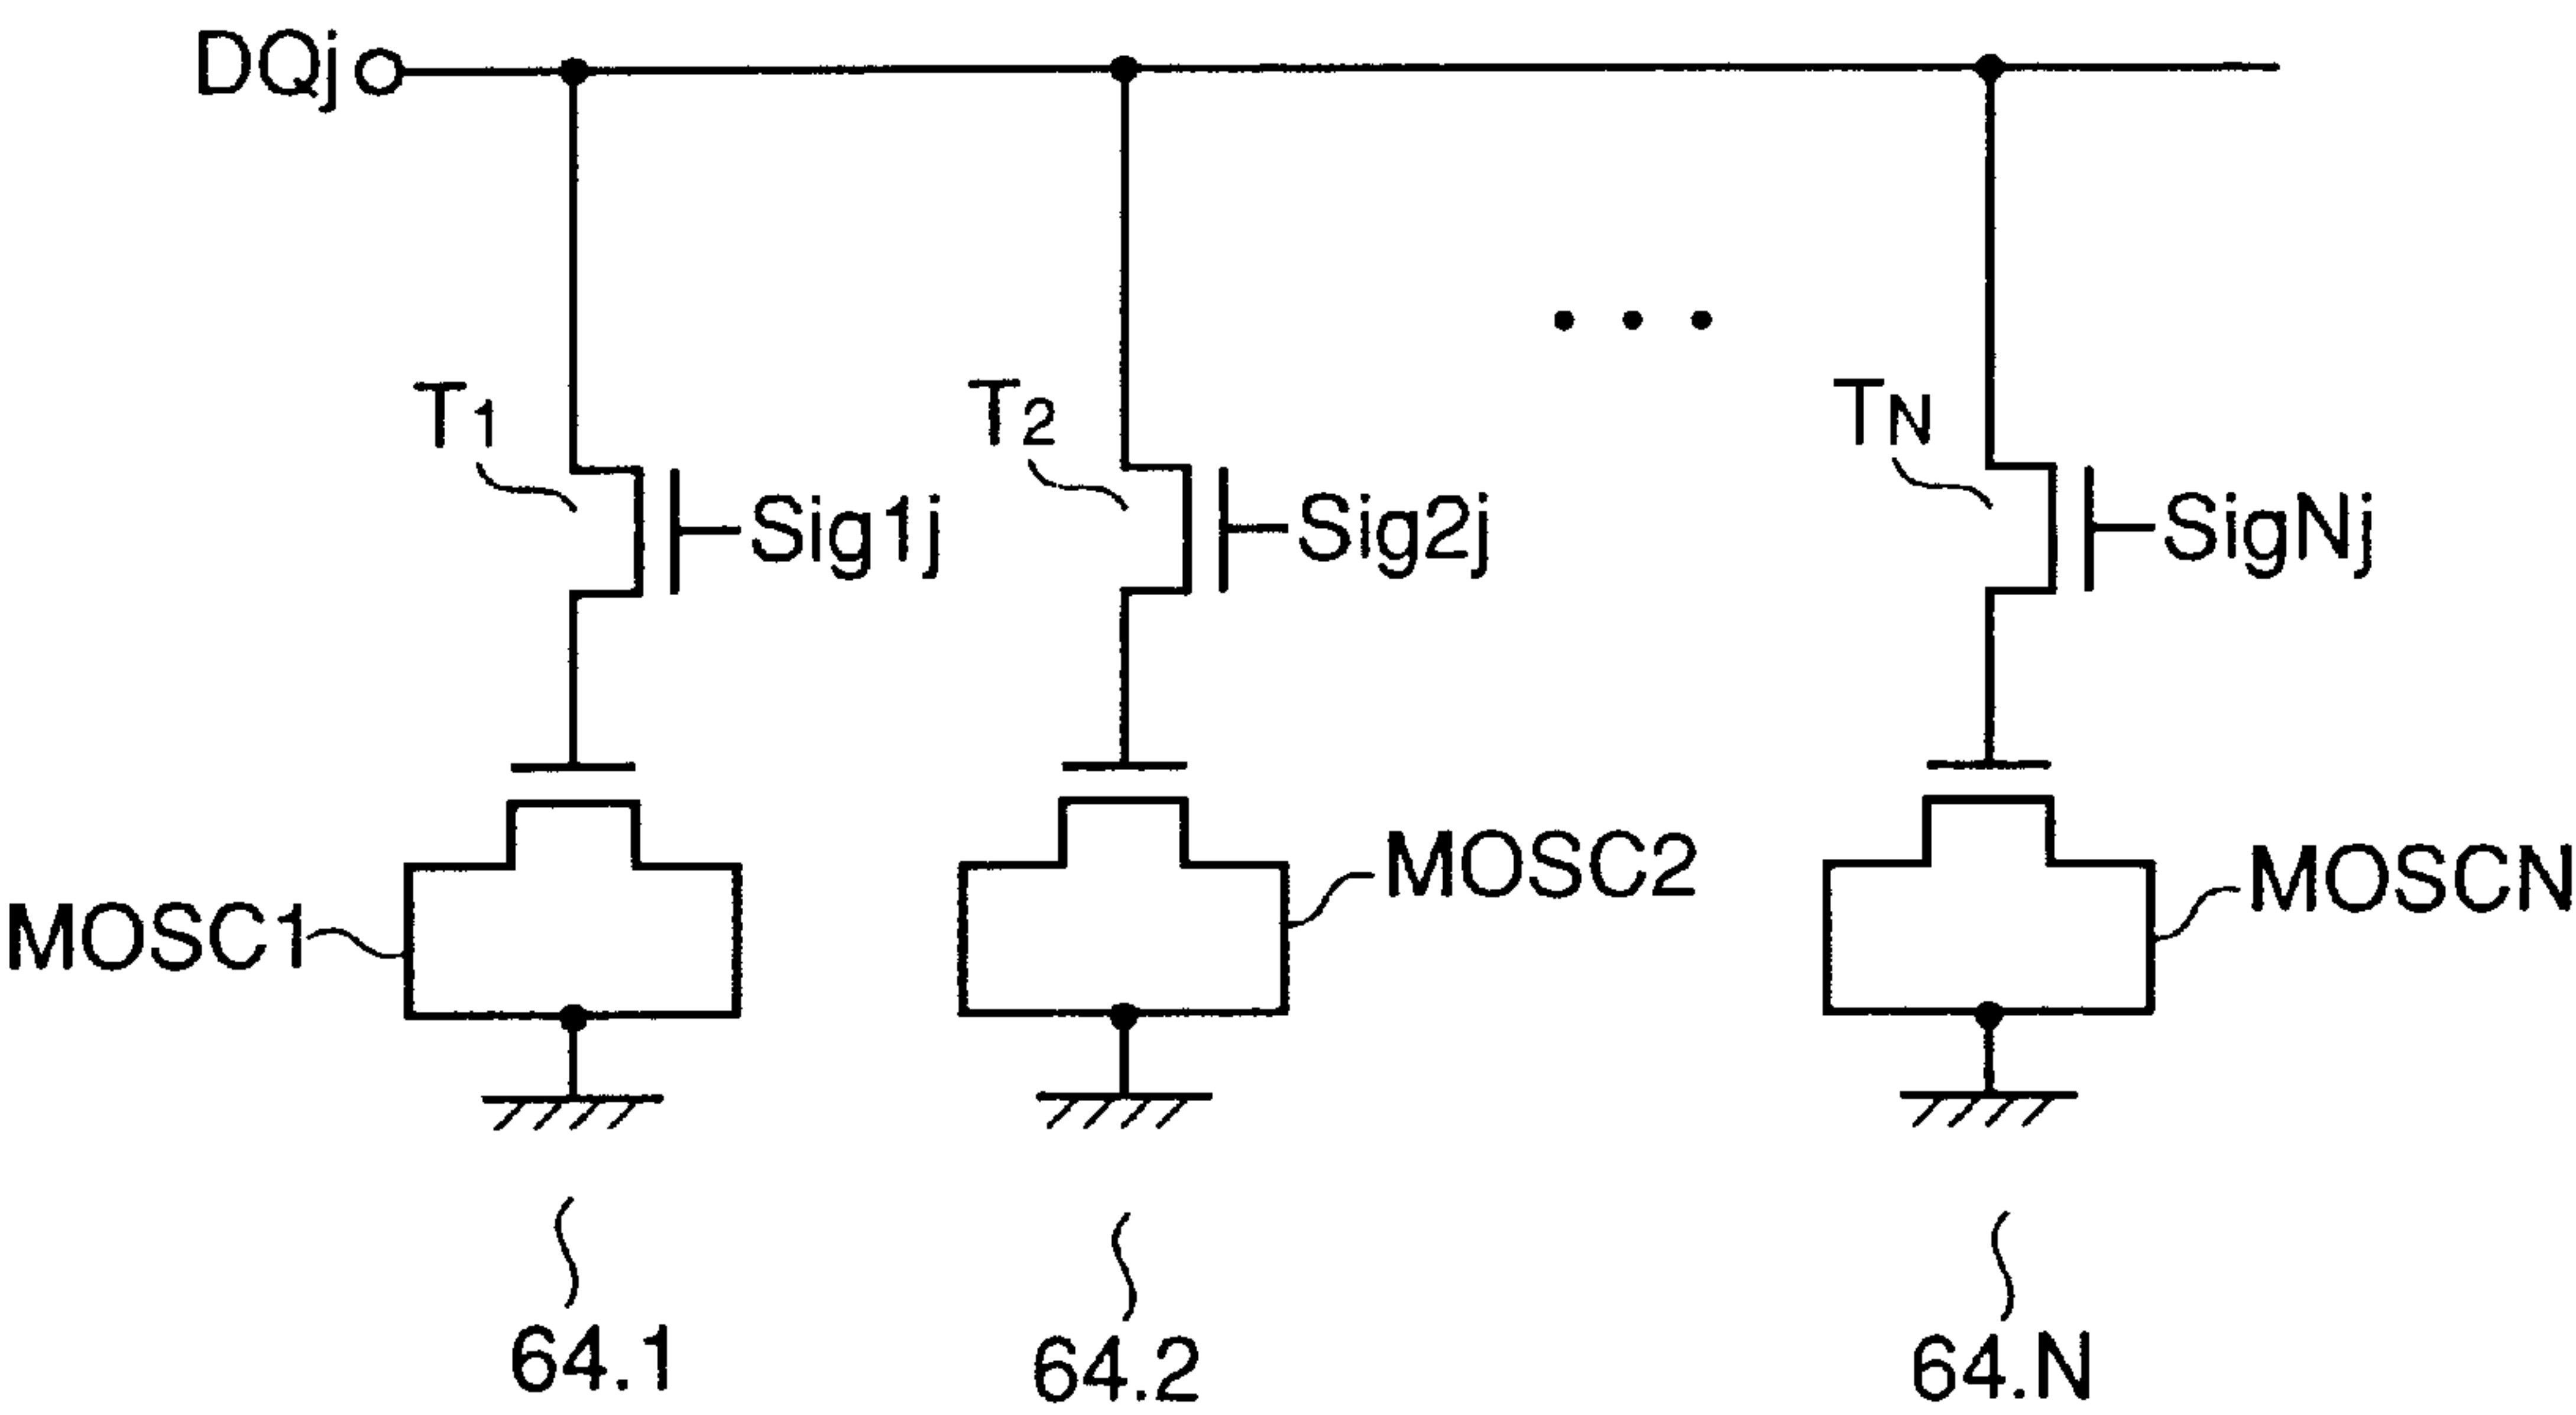 DQj
T1
T2
TN
Sig1j
Sig2j
SigNj
MOSC1
MOSC2
MOSCN
64.1
64.2
64.N